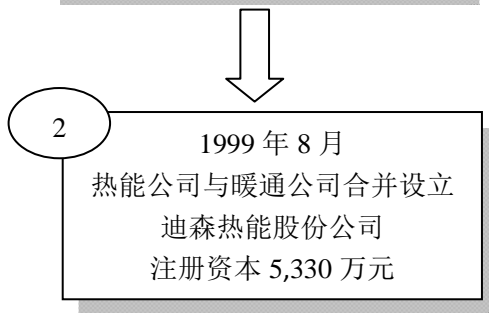 2
1999 年 8 月
热能公司与暖通公司合并设立
迪森热能股份公司
注册资本 5,330 万元